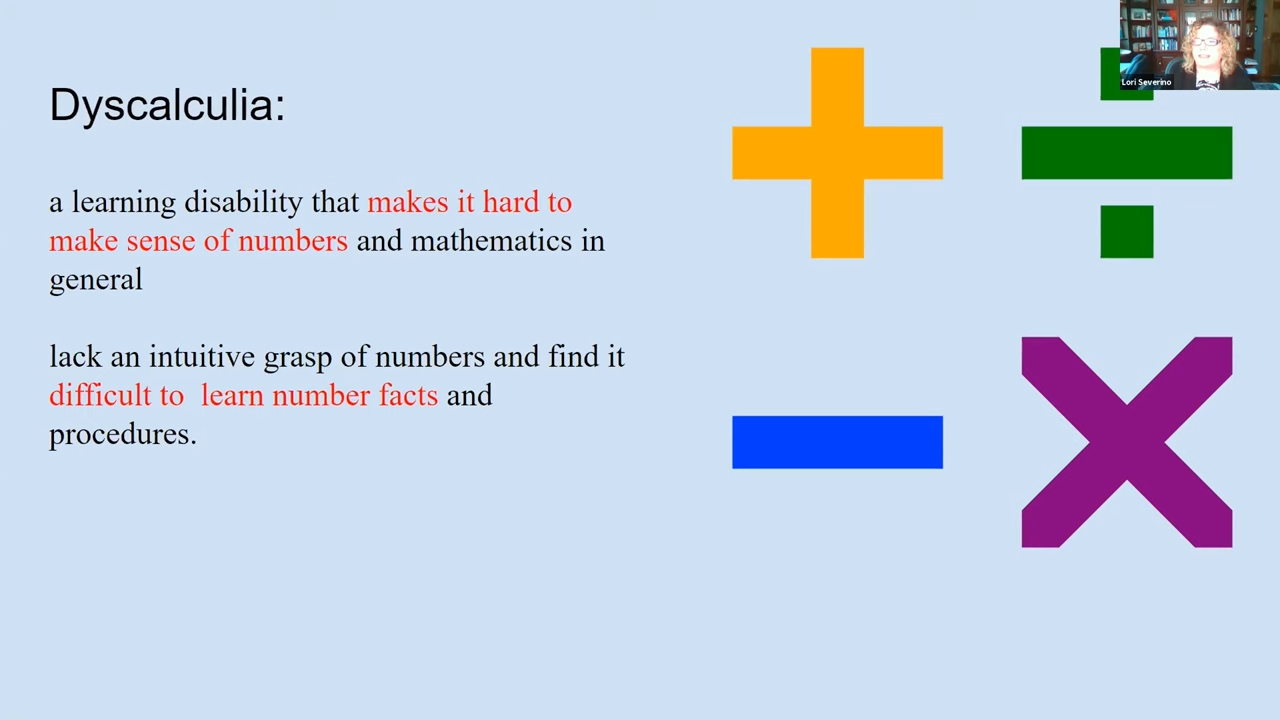 Dyscalculia:
a learning disability that makes it hard to
make sense of numbers and mathematics in
general
lack an intuitive grasp of numbers and find it
difficult to  learn number facts and
procedures.
Lori Severino